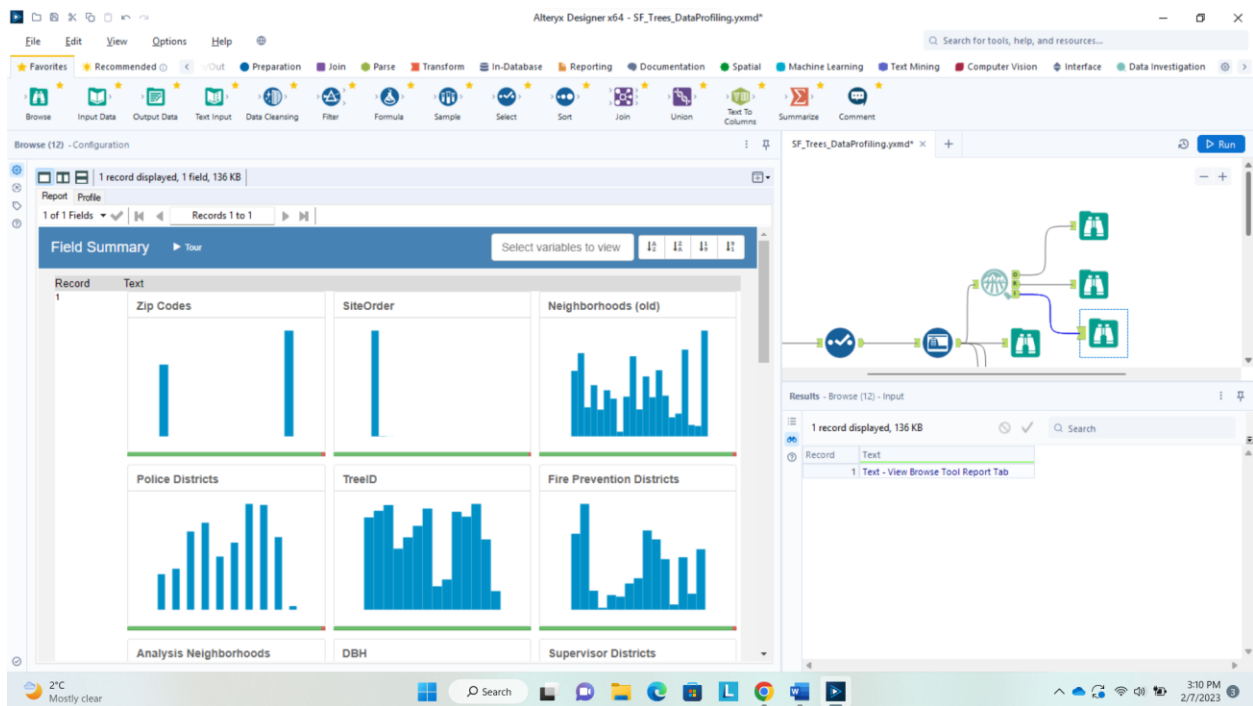 Alteryx Designer x64 - SF_Trees_DataProfiling.yxmd*
File Edit View Options Help
Search for tools, help, and resources...
Favorites Recommended Preparation Join Parse Transform In-Database Reporting Documentation Spatial Machine Learning Text Mining Computer Vision Interface Data Investigation
Browse Input Data Output Data Text Input Data Cleansing Filter Formula Sample Select Sort Join Union Text To Columns Summarize Comment
Browse (12) - Configuration
SF_Trees_DataProfiling.yxmd*
Run
1 record displayed, 1 field, 136 KB
Report Profile
1 of 1 Fields Records 1 to 1
Field Summary Tour Select variables to view
Record Text
1
Zip Codes SiteOrder Neighborhoods (old)
Police Districts TreeID Fire Prevention Districts
Analysis Neighborhoods DBH Supervisor Districts
Results - Browse (12) - Input
1 record displayed, 136 KB Search
Record Text
1 Text - View Browse Tool Report Tab
2°C
Mostly clear
Search
3:10 PM
2/7/2023